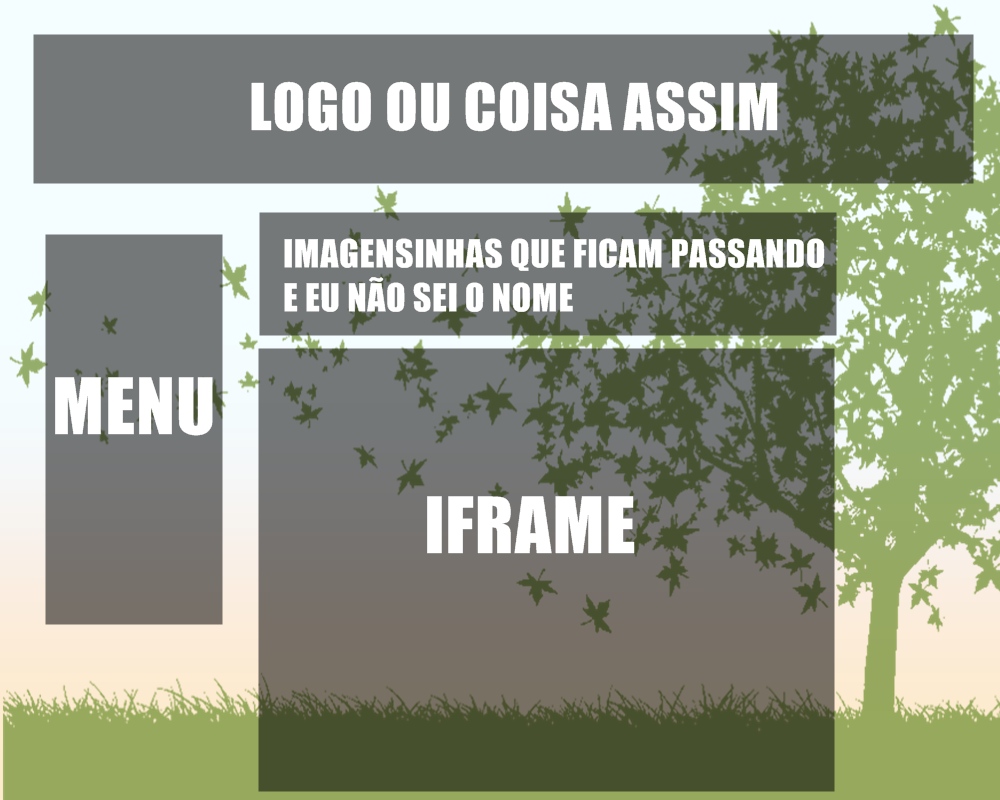 LOGO OU COISA ASSIM
IMAGENSINHAS QUE FICAM PASSANDO
E EU NÃO SEI O NOME
MENU
IFRAME